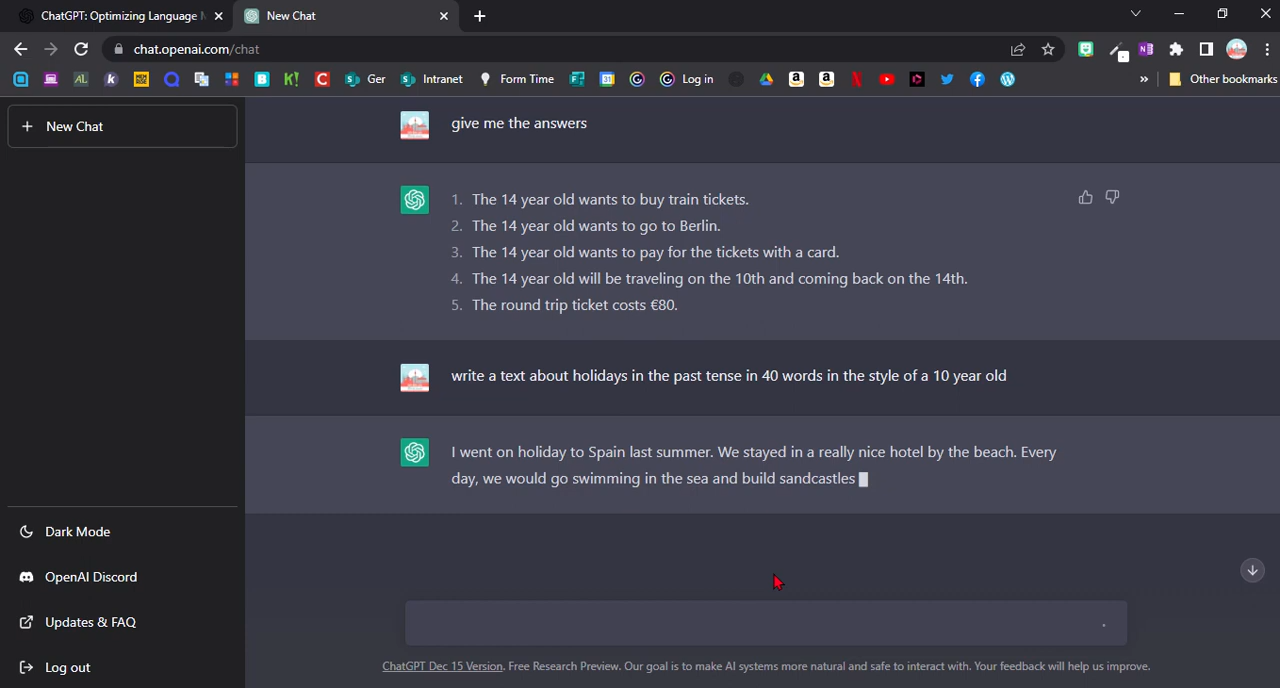 ChatGPT: Optimizing Language
New Chat
chat.openai.com/chat
Ger
Intranet
Form Time
Log in
Other bookmarks
New Chat
give me the answers
1. The 14 year old wants to buy train tickets.
2. The 14 year old wants to go to Berlin.
3. The 14 year old wants to pay for the tickets with a card.
4. The 14 year old will be traveling on the 10th and coming back on the 14th.
5. The round trip ticket costs €80.
write a text about holidays in the past tense in 40 words in the style of a 10 year old
I went on holiday to Spain last summer. We stayed in a really nice hotel by the beach. Every
day, we would go swimming in the sea and build sandcastles
Dark Mode
OpenAI Discord
Updates & FAQ
Log out
ChatGPT Dec 15 Version. Free Research Preview. Our goal is to make AI systems more natural and safe to interact with. Your feedback will help us improve.